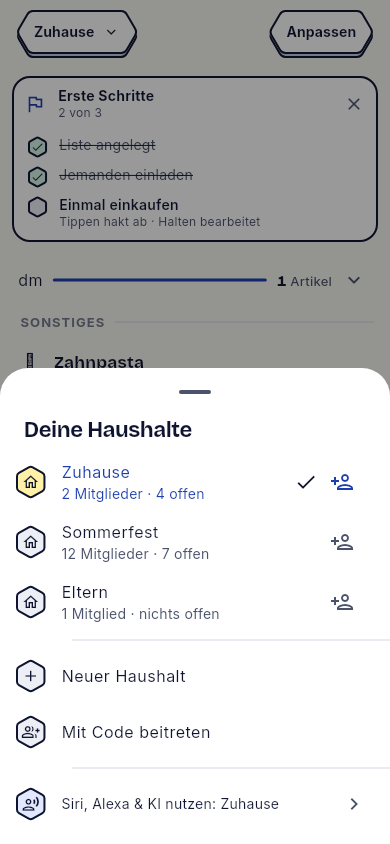 Zuhause
Anpassen
Erste Schritte
2 von 3
Liste angelegt
Jemanden einladen
Einmal einkaufen
Tippen hakt ab · Halten bearbeitet
dm
1 Artikel
SONSTIGES
Zahnpasta
Deine Haushalte
Zuhause
2 Mitglieder · 4 offen
Sommerfest
12 Mitglieder · 7 offen
Eltern
1 Mitglied · nichts offen
Neuer Haushalt
Mit Code beitreten
Siri, Alexa & KI nutzen: Zuhause